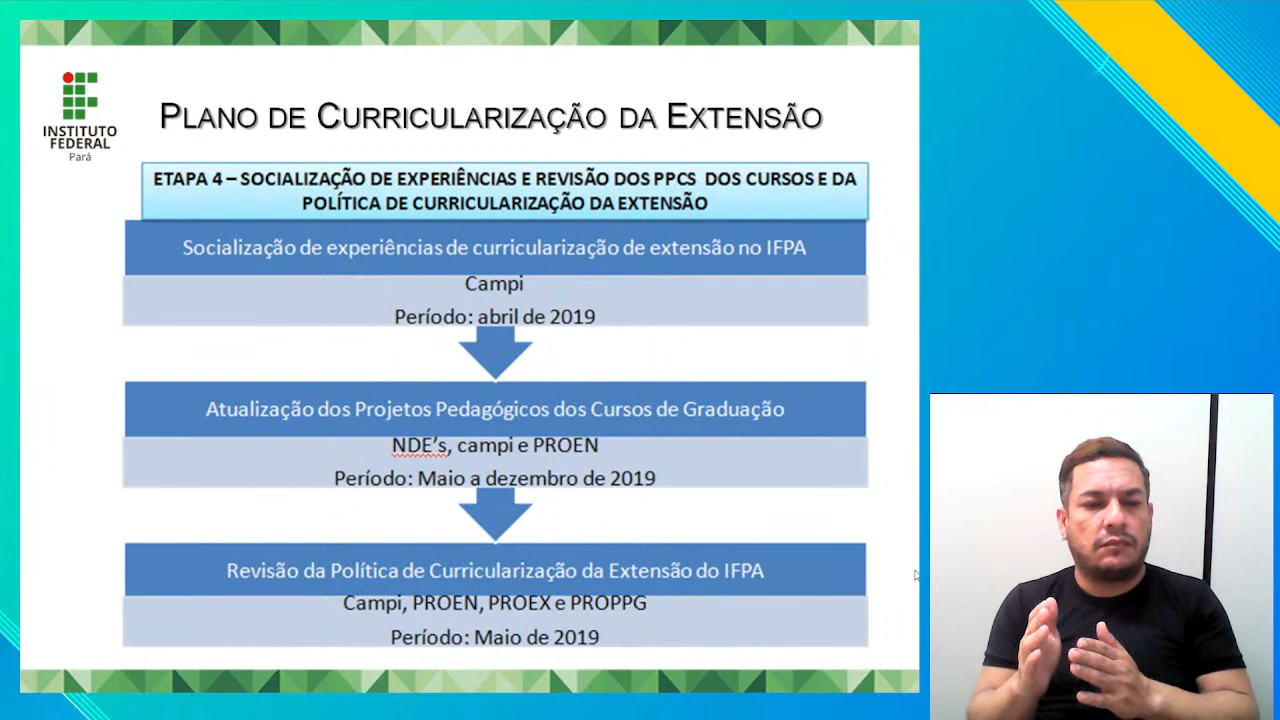 INSTITUTO
FEDERAL
Pará
PLANO DE CURRICULARIZAÇÃO DA EXTENSÃO
ETAPA 4 – SOCIALIZAÇÃO DE EXPERIÊNCIAS E REVISÃO DOS PPCS DOS CURSOS E DA
POLÍTICA DE CURRICULARIZAÇÃO DA EXTENSÃO
Socialização de experiências de curricularização de extensão no IFPA
Campi
Período: abril de 2019
Atualização dos Projetos Pedagógicos dos Cursos de Graduação
NDE’s, campi e PROEN
Período: Maio a dezembro de 2019
Revisão da Política de Curricularização da Extensão do IFPA
Campi, PROEN, PROEX e PROPPG
Período: Maio de 2019